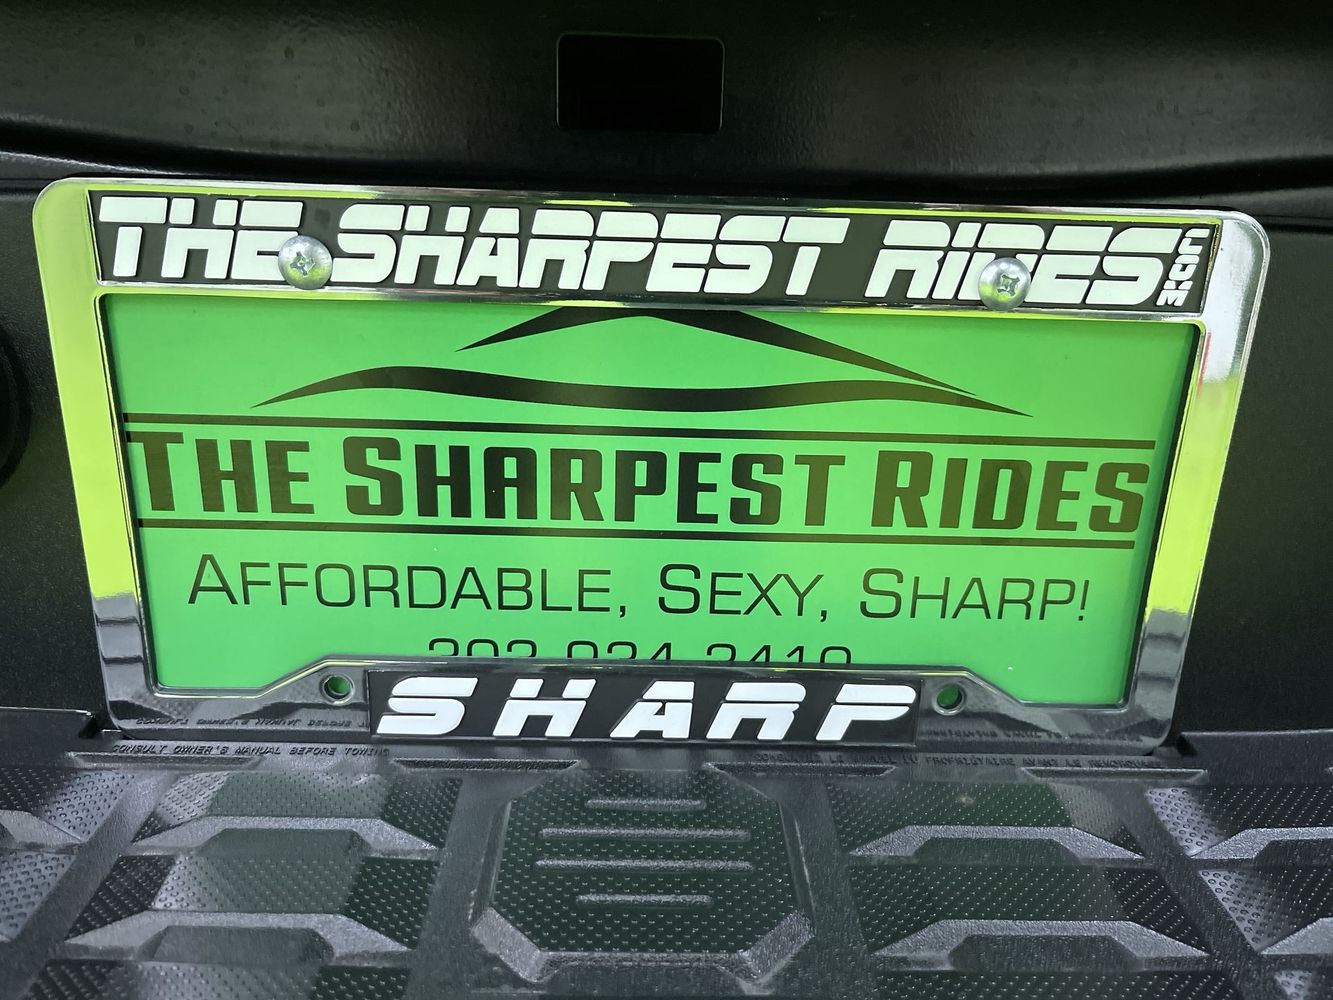 THE SHARPEST RIDES.COM
THE SHARPEST RIDES
AFFORDABLE, SEXY, SHARP!
SHARP
CONSULT OWNER'S MANUAL BEFORE TOWING